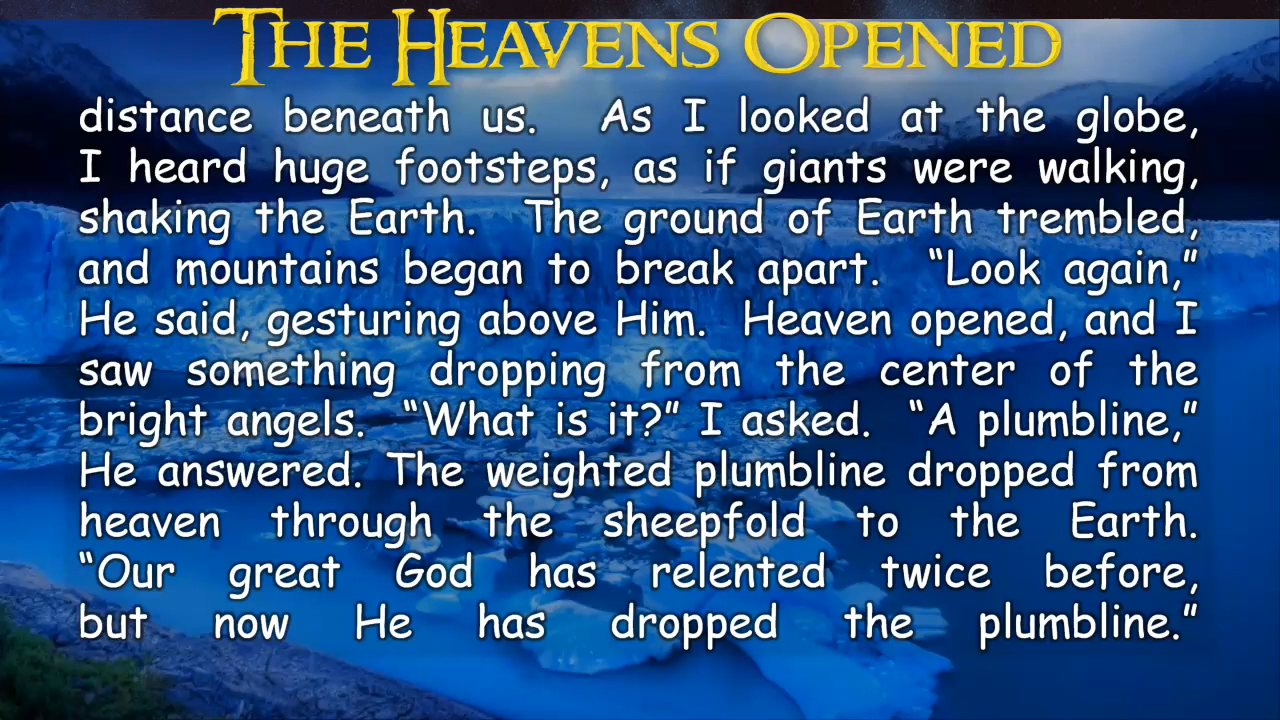 The Heavens Opened
distance beneath us. As I looked at the globe,
I heard huge footsteps, as if giants were walking,
shaking the Earth. The ground of Earth trembled,
and mountains began to break apart. “Look again,”
He said, gesturing above Him. Heaven opened, and I
saw something dropping from the center of the
bright angels. “What is it?” I asked. “A plumbline,”
He answered. The weighted plumbline dropped from
heaven through the sheepfold to the Earth.
“Our great God has relented twice before,
but now He has dropped the plumbline.”